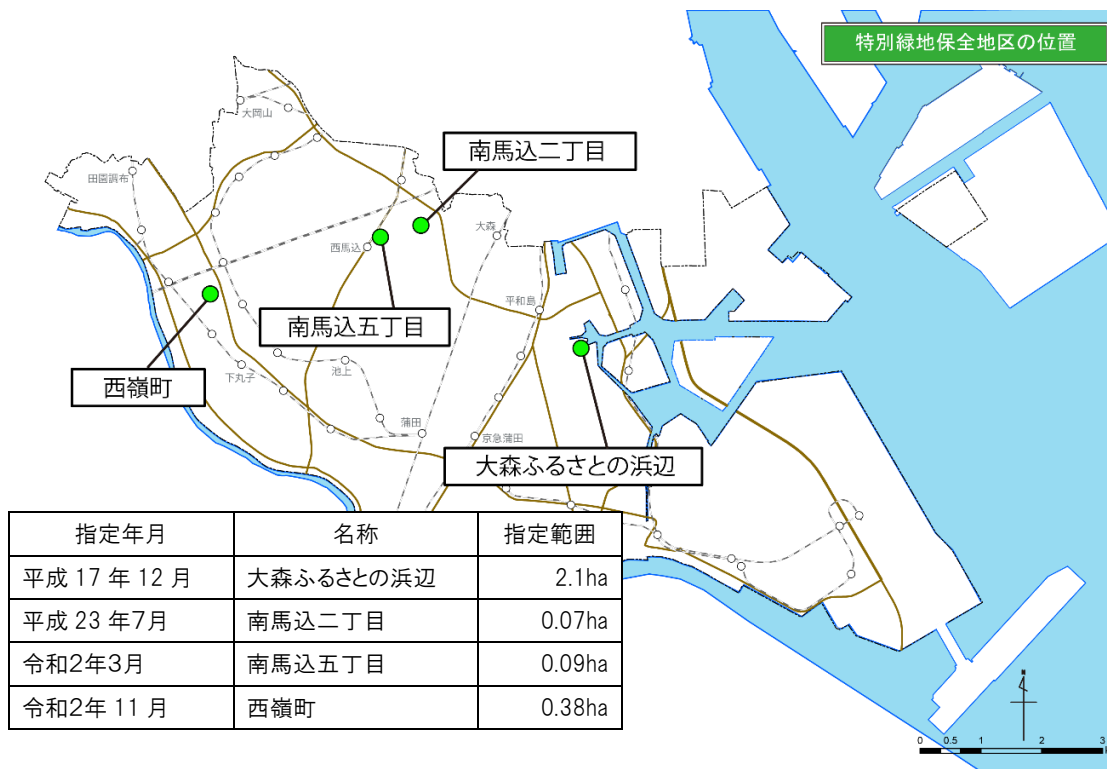 特別緑地保全地区の位置
大岡山
南馬込二丁目
田園調布
大森
西馬込
平和島
南馬込五丁目
西嶺町
下丸子
池上
蒲田
京急蒲田
大森ふるさとの浜辺
指定年月 名称 指定範囲
平成 17 年 12 月 大森ふるさとの浜辺 2.1ha
平成 23 年7月 南馬込二丁目 0.07ha
令和2年3月 南馬込五丁目 0.09ha
令和2年 11 月 西嶺町 0.38ha
0 0.5 1 2 3